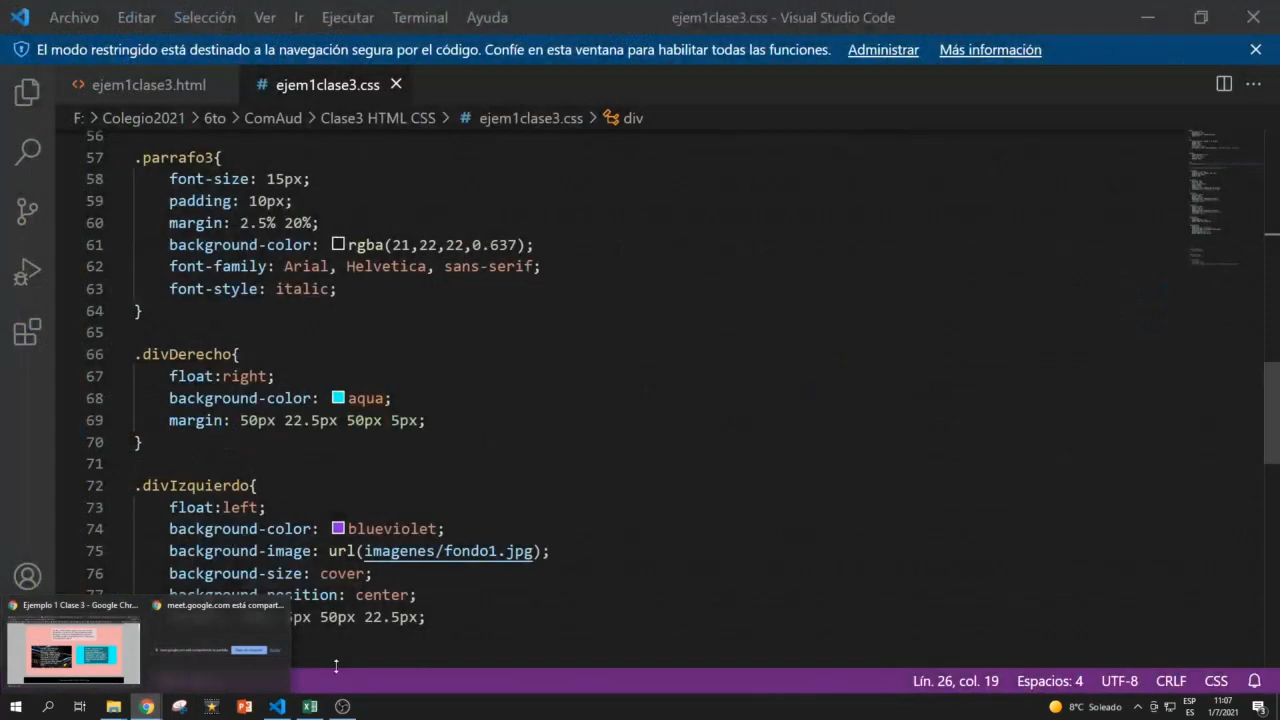 Archivo Editar Selección Ver Ir Ejecutar Terminal Ayuda ejem1clase3.css - Visual Studio Code
El modo restringido está destinado a la navegación segura por el código. Confíe en esta ventana para habilitar todas las funciones. Administrar Más información
ejem1clase3.html # ejem1clase3.css
F: > Colegio2021 > 6to > ComAud > Clase3 HTML CSS > # ejem1clase3.css > div
56
57 .parrafo3{
58 font-size: 15px;
59 padding: 10px;
60 margin: 2.5% 20%;
61 background-color: rgba(21,22,22,0.637);
62 font-family: Arial, Helvetica, sans-serif;
63 font-style: italic;
64 }
65
66 .divDerecho{
67 float:right;
68 background-color: aqua;
69 margin: 50px 22.5px 50px 5px;
70 }
71
72 .divIzquierdo{
73 float:left;
74 background-color: blueviolet;
75 background-image: url(imagenes/fondo1.jpg);
76 background-size: cover;
background-position: center;
50px 22.5px;
Ejemplo 1 Clase 3 - Google Chr... meet.google.com está compart...
Lín. 26, col. 19 Espacios: 4 UTF-8 CRLF CSS
8°C Soleado ESP 11:07
ES 1/7/2021